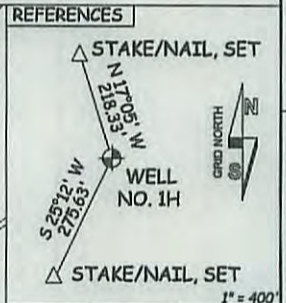 REFERENCES
STAKE/NAIL, SET
N 17°05' W
218.33'
GRID NORTH
N
S
WELL
NO. 1H
S 25°12' W
275.63'
STAKE/NAIL, SET
1" = 400'